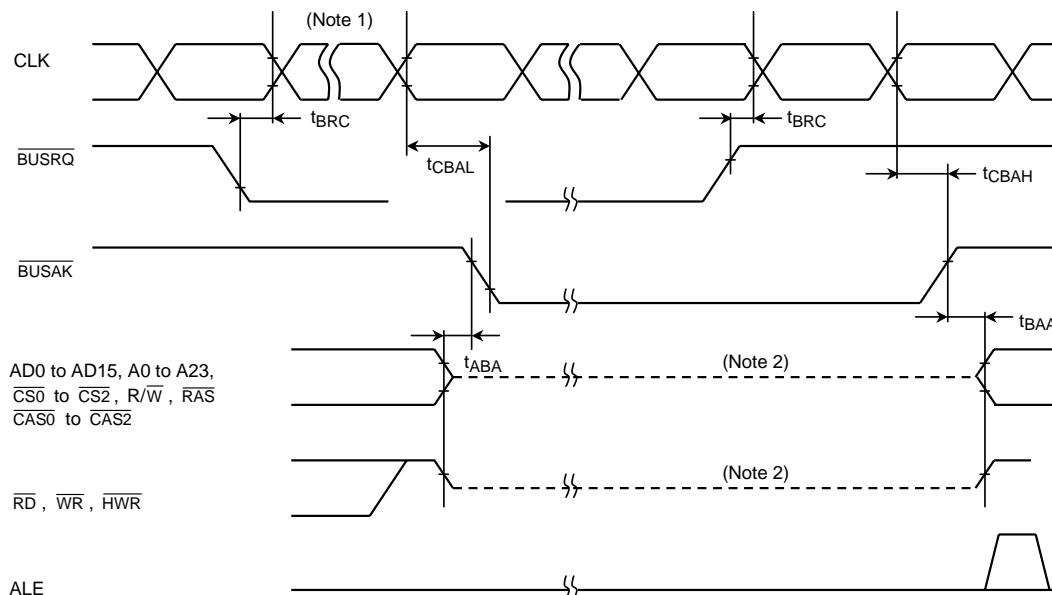 (Note 1)
CLK
tBRC
tBRC
BUSRQ
tCBAL
tCBAH
BUSAK
tBAA
tABA
AD0 to AD15, A0 to A23,
CS0 to CS2, R/W, RAS
CAS0 to CAS2
(Note 2)
(Note 2)
RD, WR, HWR
ALE